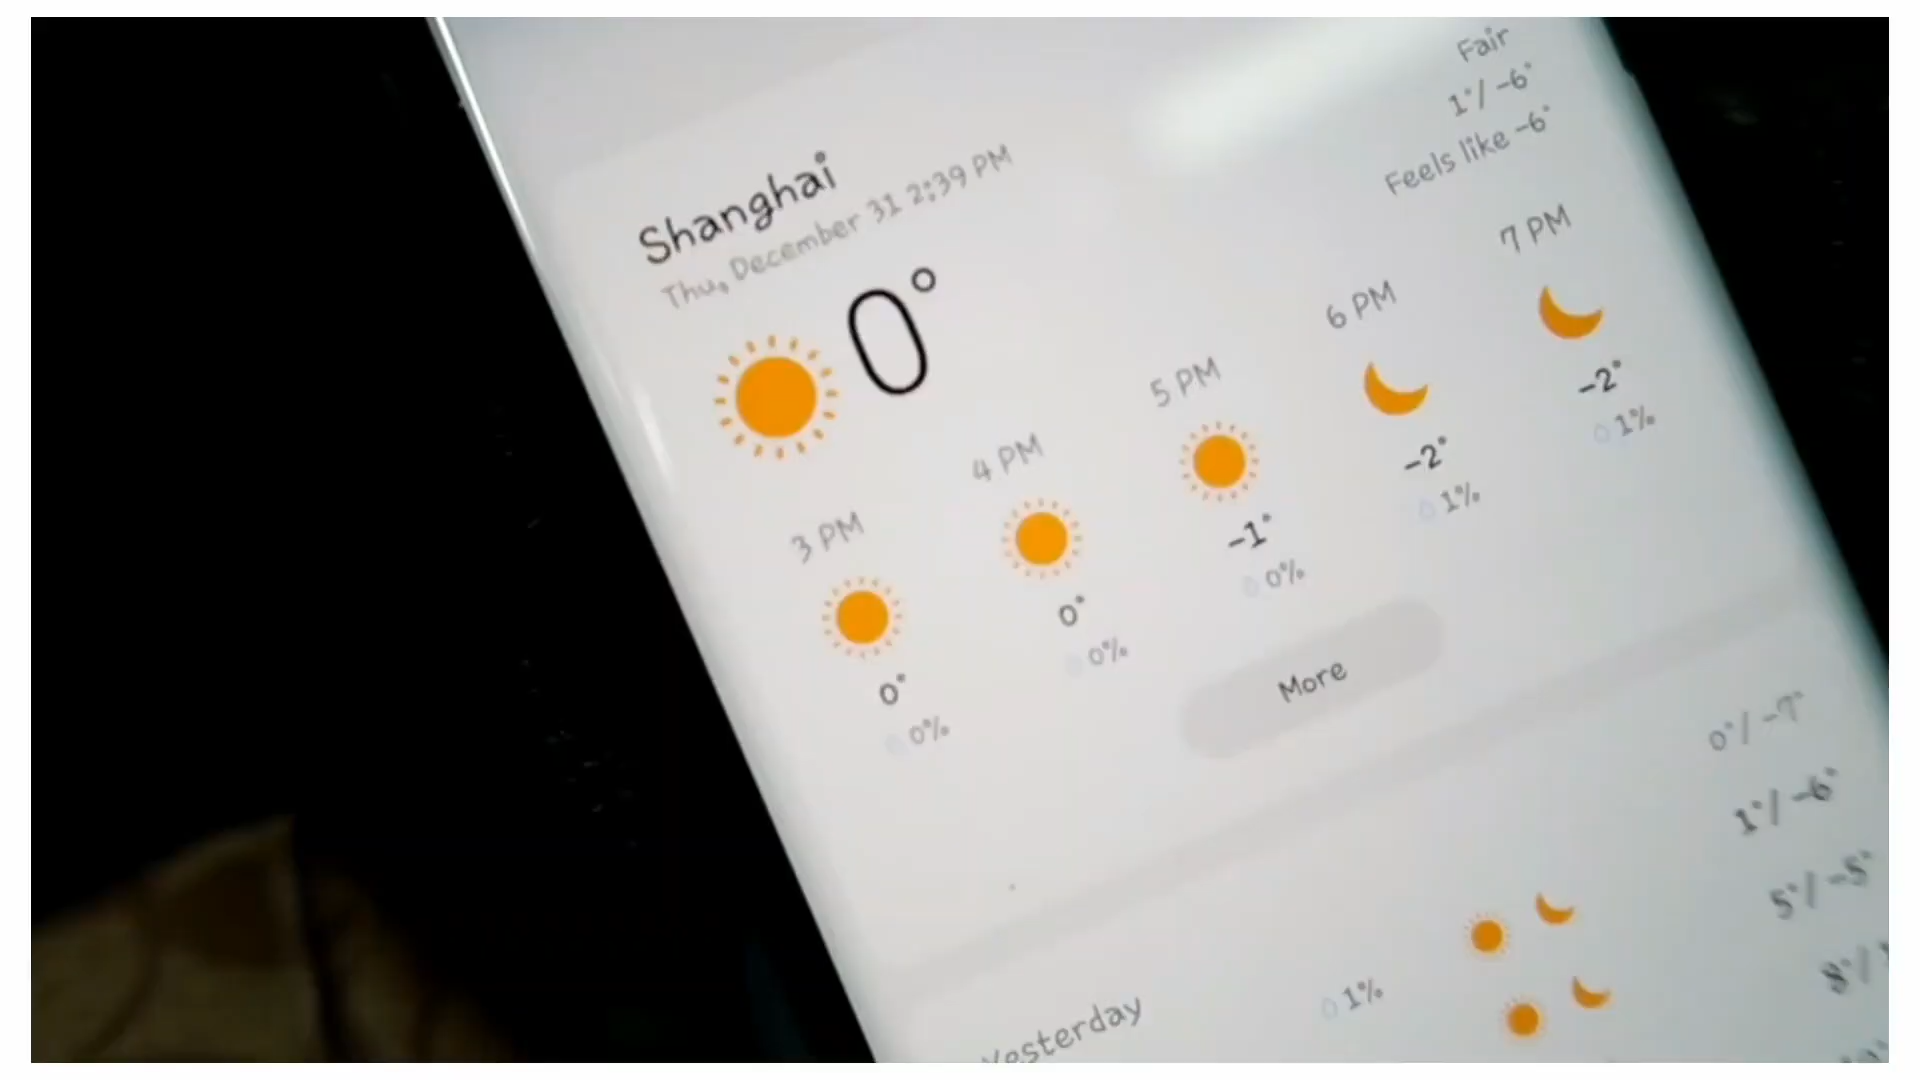 Fair
1°/ -6°
Feels like -6°
Shanghai
Thu, December 31 2:39 PM
0°
3 PM 4 PM 5 PM 6 PM 7 PM
0° 0° -1° -2° -2°
0% 0% 0% 1% 1%
More
Yesterday 0°/ -7°
1% 1°/ -6°
5°/ -5°